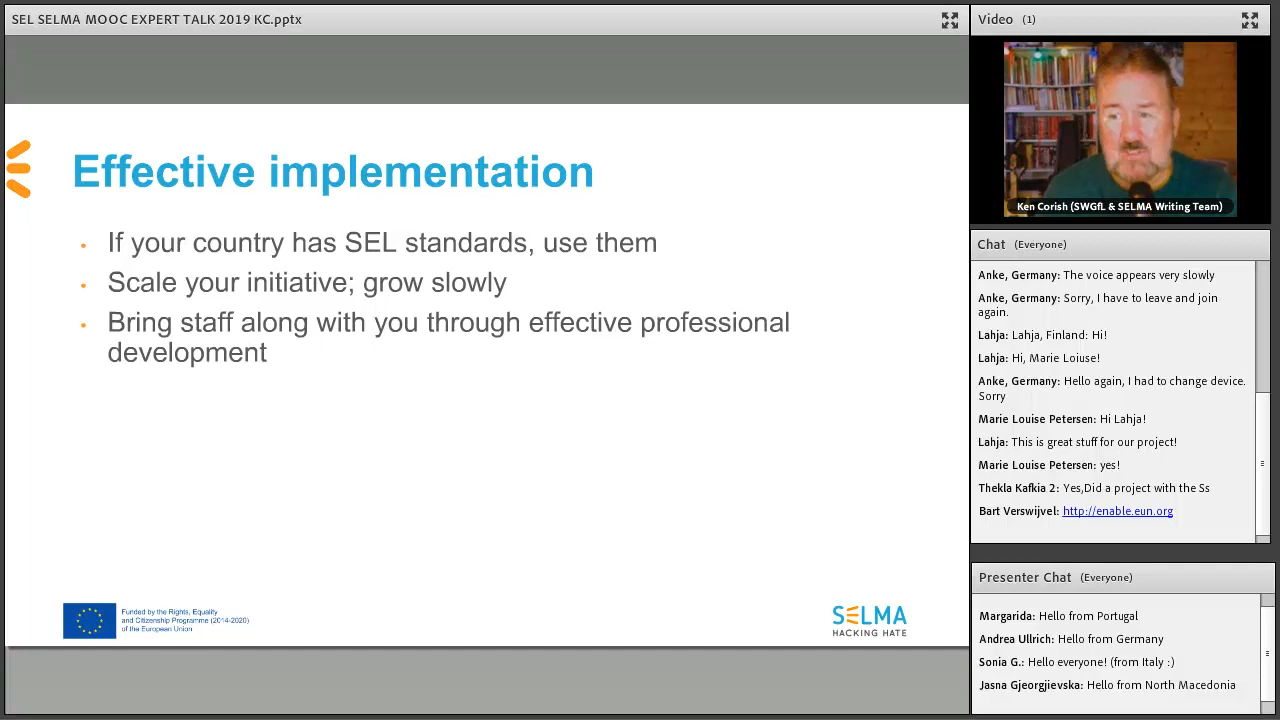 SEL SELMA MOOC EXPERT TALK 2019 KC.pptx
Effective implementation
• If your country has SEL standards, use them
• Scale your initiative; grow slowly
• Bring staff along with you through effective professional
development
Funded by the Rights, Equality
and Citizenship Programme (2014-2020)
of the European Union
SELMA
HACKING HATE
Video (1)
Ken Corish (SWGfL & SELMA Writing Team)
Chat (Everyone)
Anke, Germany: The voice appears very slowly
Anke, Germany: Sorry, I have to leave and join
again.
Lahja: Lahja, Finland: Hi!
Lahja: Hi, Marie Loiuse!
Anke, Germany: Hello again, I had to change device.
Sorry
Marie Louise Petersen: Hi Lahja!
Lahja: This is great stuff for our project!
Marie Louise Petersen: yes!
Thekla Kafkia 2: Yes,Did a project with the Ss
Bart Verswijvel: http://enable.eun.org
Presenter Chat (Everyone)
Margarida: Hello from Portugal
Andrea Ullrich: Hello from Germany
Sonia G.: Hello everyone! (from Italy :)
Jasna Gjeorgjievska: Hello from North Macedonia